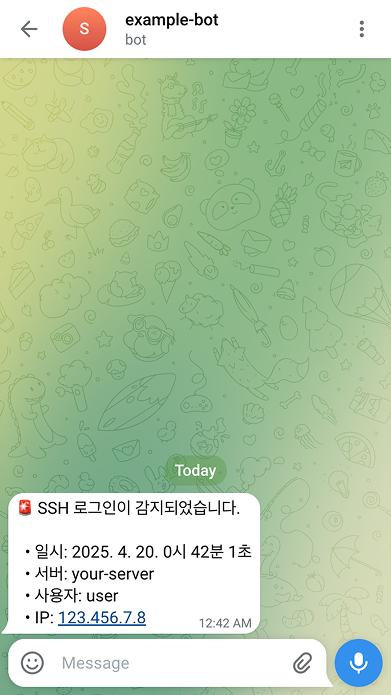 S
example-bot
bot
Today
🚨 SSH 로그인이 감지되었습니다.
• 일시: 2025. 4. 20. 0시 42분 1초
• 서버: your-server
• 사용자: user
• IP: 123.456.7.8
12:42 AM
Message